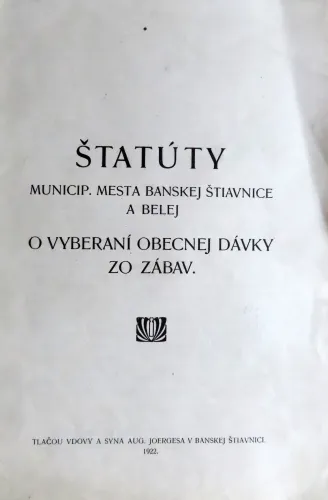 ŠTATÚTY
MUNICIP. MESTA BANSKEJ ŠTIAVNICE
A BELEJ
O VYBERANÍ OBECNEJ DÁVKY
ZO ZÁBAV.
TLAČOU VDOVY A SYNA AUG. JOERGESA V BANSKEJ ŠTIAVNICI.
1922.